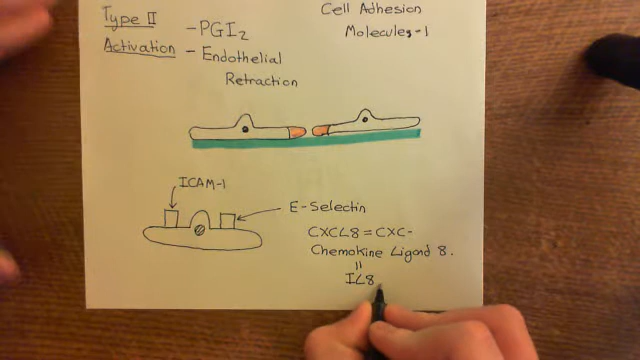 Type II
Activation
- PGI2
- Endothelial
Retraction
Cell Adhesion
Molecules-1
ICAM-1
E-Selectin
CXCL8 = CXC-
Chemokine Ligand 8.
=
IL8